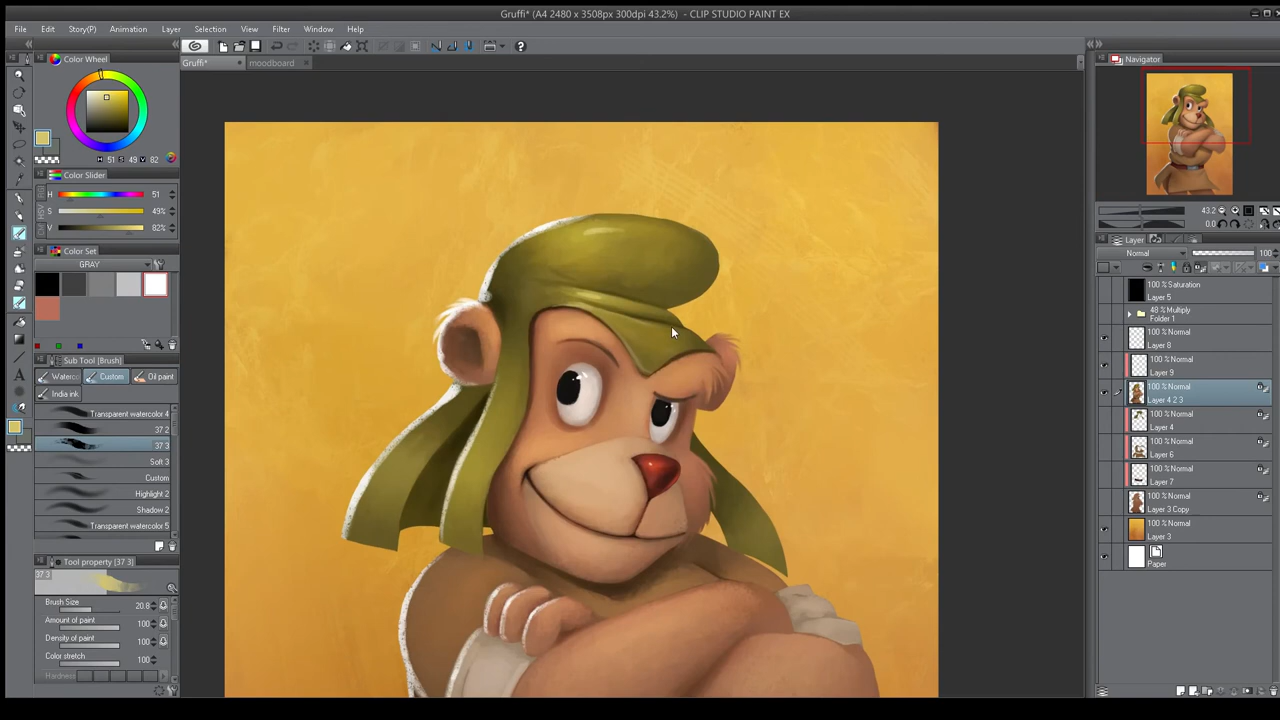 Gruffi* (A4 2480 x 3508px 300dpi 43.2%) - CLIP STUDIO PAINT EX
File Edit Story(P) Animation Layer Selection View Filter Window Help
Gruffi* moodboard
Color Wheel
H 51 S 49 V 82
Color Slider
H 51
S 49%
V 82%
Color Set
GRAY
Sub Tool [Brush]
Waterco Custom Oil paint
India ink
Transparent watercolor 4
37 2
37 3
Soft 3
Custom
Highlight 2
Shadow 2
Transparent watercolor 5
Tool property [37 3]
37 3
Brush Size 20.8
Amount of paint 100
Density of paint 100
Color stretch 100
Hardness
Navigator
43.2
0.0
Layer
Normal 100
100 % Saturation
Layer 5
48 % Multiply
Folder 1
100 % Normal
Layer 8
100 % Normal
Layer 9
100 % Normal
Layer 4 2 3
100 % Normal
Layer 4
100 % Normal
Layer 6
100 % Normal
Layer 7
100 % Normal
Layer 3 Copy
100 % Normal
Layer 3
Paper